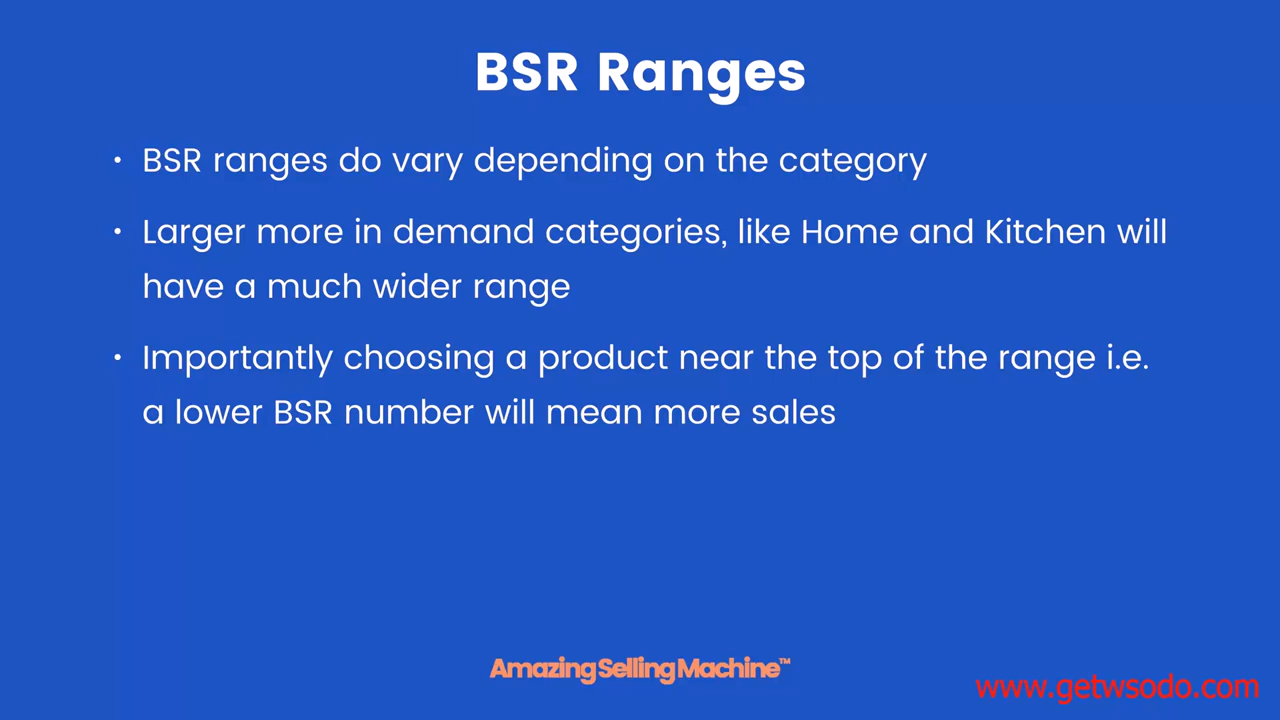 BSR Ranges
• BSR ranges do vary depending on the category
• Larger more in demand categories, like Home and Kitchen will
have a much wider range
• Importantly choosing a product near the top of the range i.e.
a lower BSR number will mean more sales
AmazingSellingMachine™
www.getwsodo.com